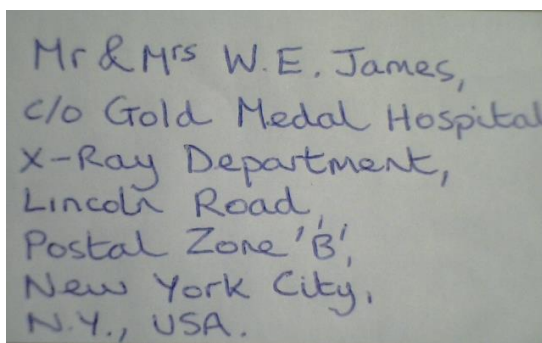 Mr & Mrs W.E. James,
c/o Gold Medal Hospital
X-Ray Department,
Lincoln Road,
Postal Zone 'B',
New York City,
N.Y., USA.